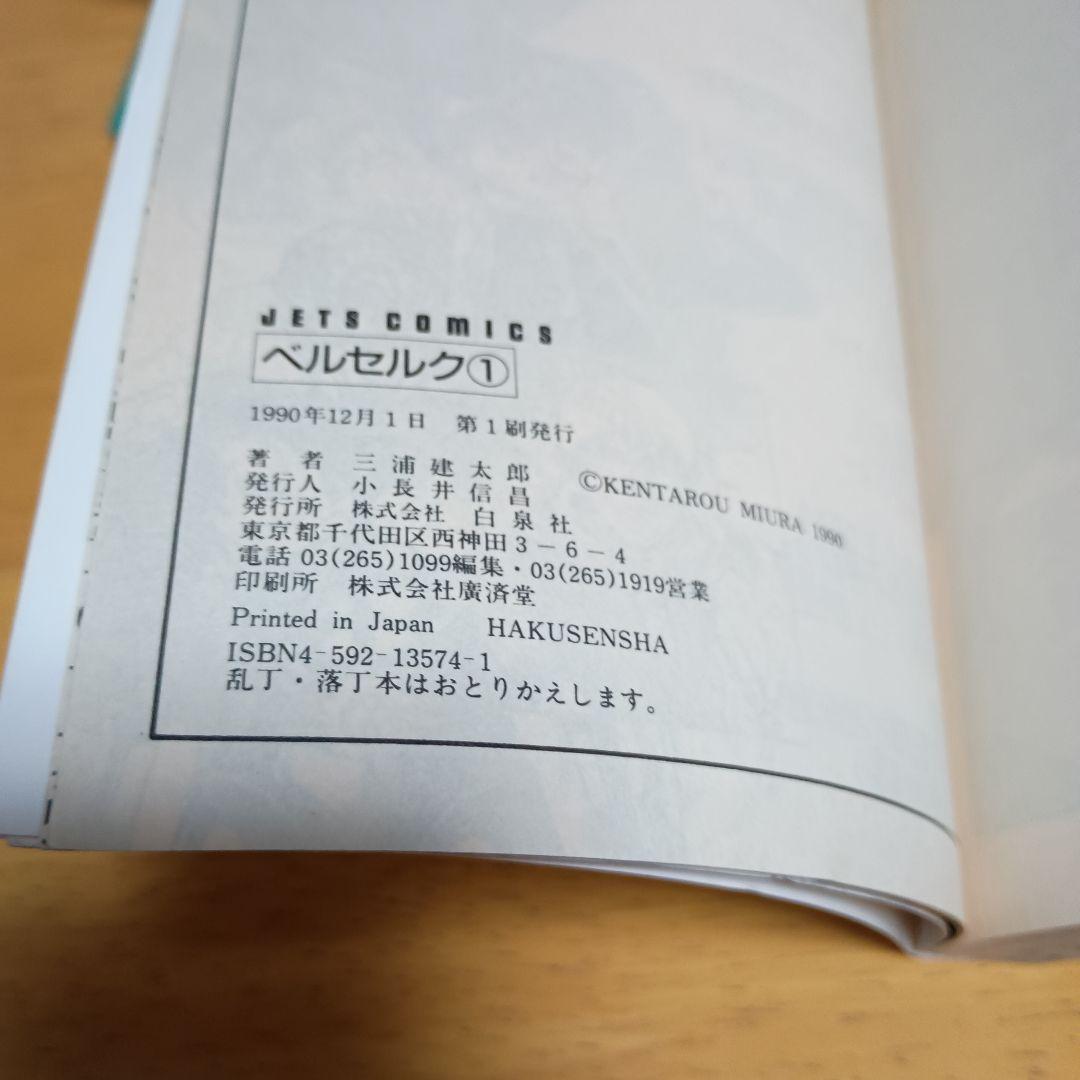 JETS COMICS
ベルセルク①
1990年12月1日　第1刷発行
著　者　三浦建太郎　©KENTAROU MIURA 1990
発行人　小長井信昌
発行所　株式会社　白泉社
東京都千代田区西神田3－6－4
電話 03(265)1099編集・03(265)1919営業
印刷所　株式会社廣済堂
Printed in Japan　HAKUSENSHA
ISBN4-592-13574-1
乱丁・落丁本はおとりかえします。